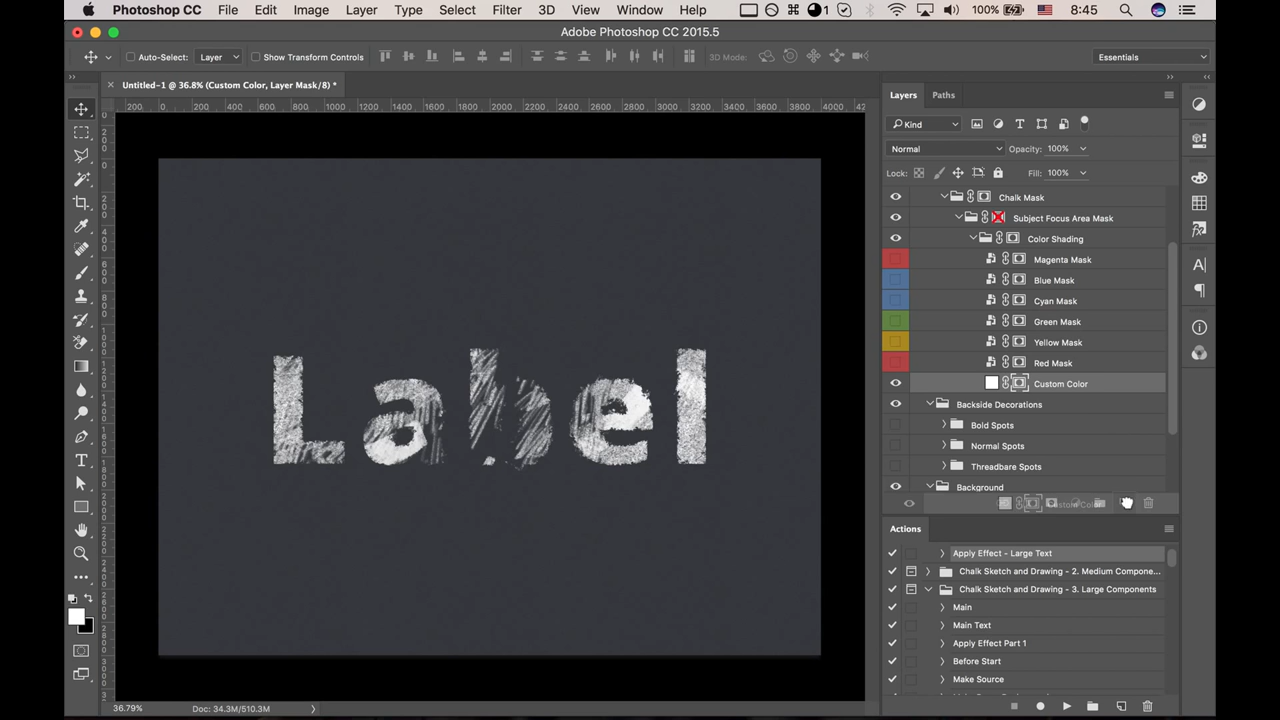 Photoshop CC File Edit Image Layer Type Select Filter 3D View Window Help 1 100% 8:45
Adobe Photoshop CC 2015.5
Auto-Select: Layer Show Transform Controls 3D Mode: Essentials
Untitled-1 @ 36.8% (Custom Color, Layer Mask/8) *
200 0 200 400 600 800 1000 1200 1400 1600 1800 2000 2200 2400 2600 2800 3000 3200 3400 3600 3800 4000 42
Layers Paths
Kind
Normal Opacity: 100%
Lock: Fill: 100%
Chalk Mask
Subject Focus Area Mask
Color Shading
Magenta Mask
Blue Mask
Cyan Mask
Green Mask
Yellow Mask
Red Mask
Custom Color
Backside Decorations
Bold Spots
Normal Spots
Threadbare Spots
Background
Custom Color
Label
Actions
Apply Effect - Large Text
Chalk Sketch and Drawing - 2. Medium Compone...
Chalk Sketch and Drawing - 3. Large Components
Main
Main Text
Apply Effect Part 1
Before Start
Make Source
36.79% Doc: 34.3M/510.3M